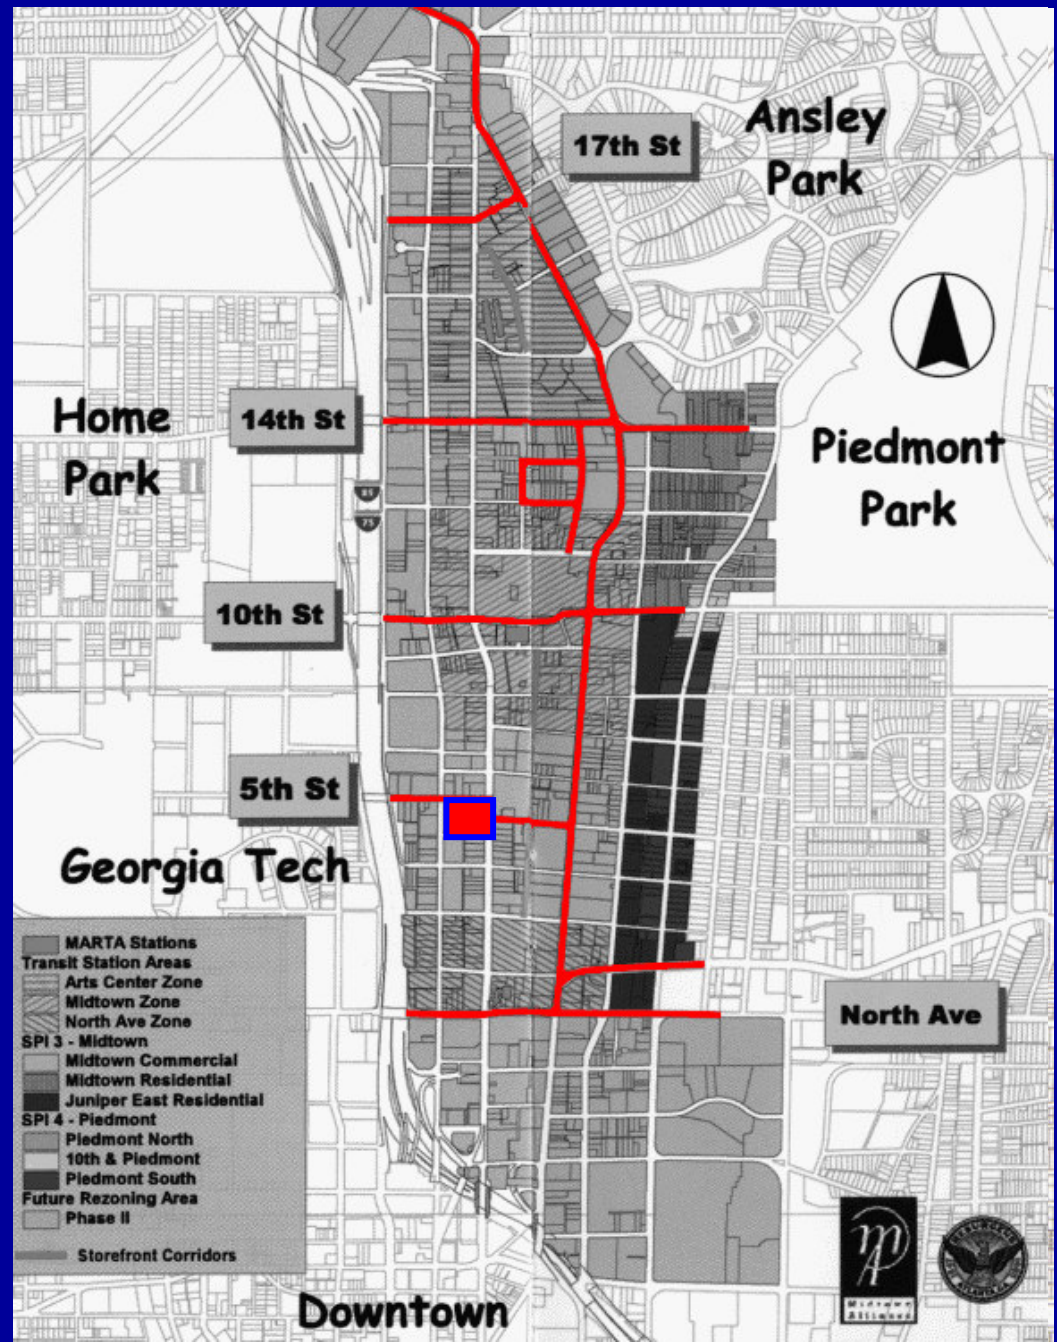 Ansley
Park
17th St
Home
Park
14th St
Piedmont
Park
85
75
10th St
5th St
Georgia Tech
MARTA Stations
Transit Station Areas
Arts Center Zone
Midtown Zone
North Ave Zone
SPI 3 - Midtown
Midtown Commercial
Midtown Residential
Juniper East Residential
SPI 4 - Piedmont
Piedmont North
10th & Piedmont
Piedmont South
Future Rezoning Area
Phase II
Storefront Corridors
North Ave
Downtown
Midtown
Alliance